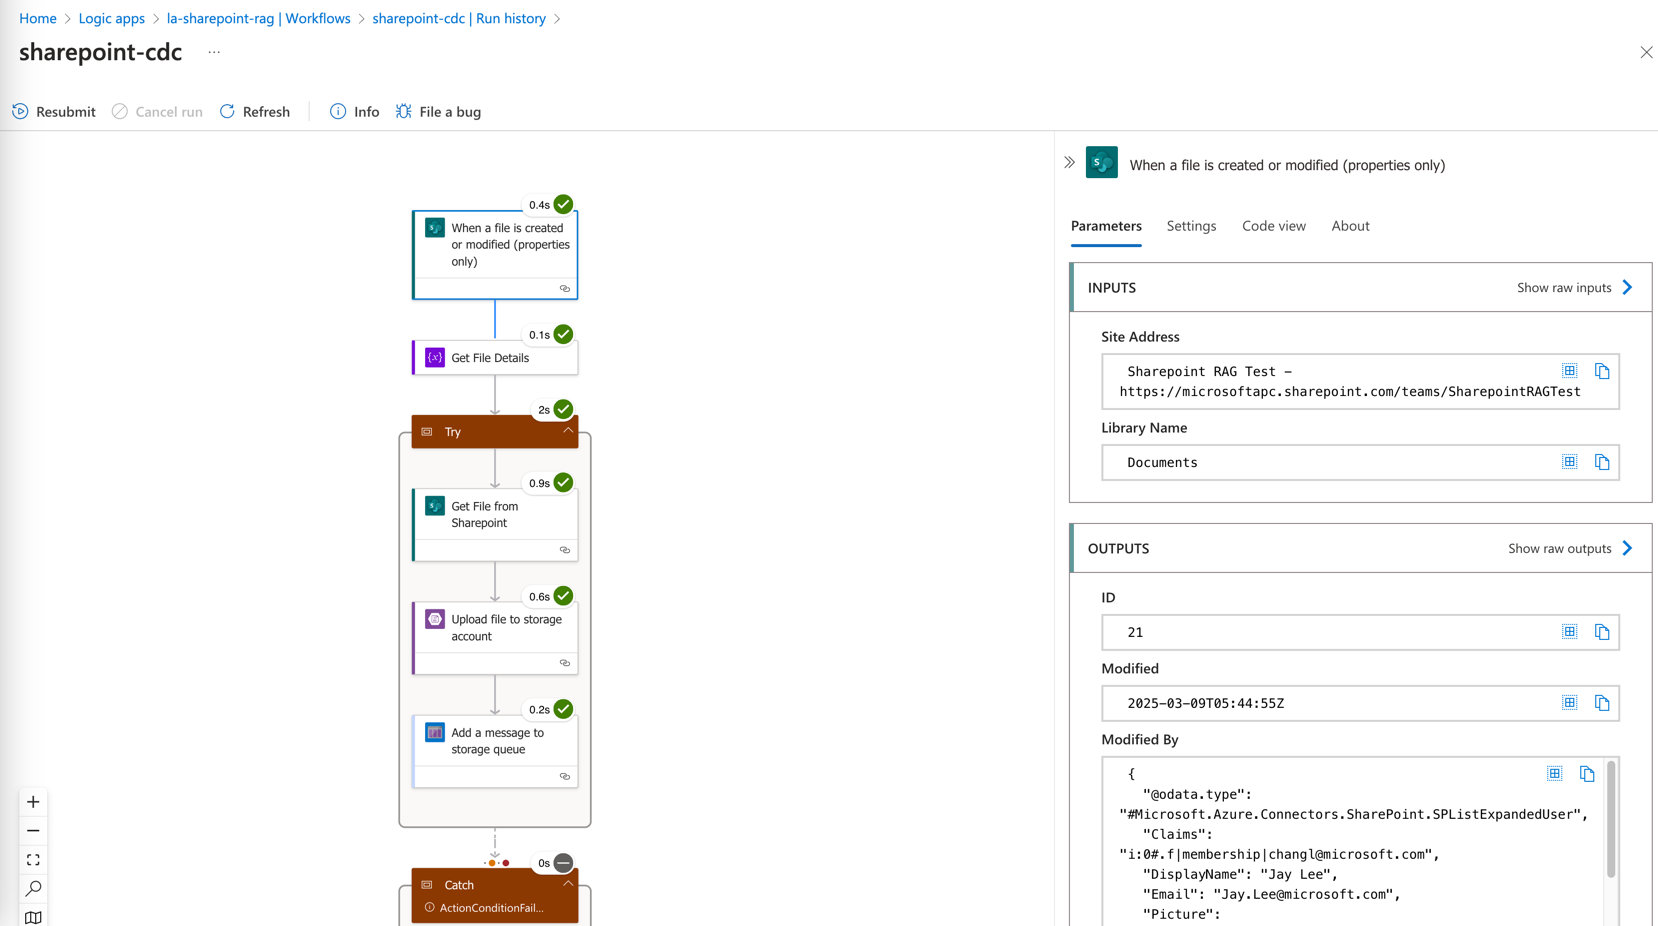 Home > Logic apps > la-sharepoint-rag | Workflows > sharepoint-cdc | Run history >
sharepoint-cdc ...
Resubmit Cancel run Refresh Info File a bug
0.4s
When a file is created
or modified (properties
only)
0.1s
{x} Get File Details
2s
Try
0.9s
Get File from
Sharepoint
0.6s
Upload file to storage
account
0.2s
Add a message to
storage queue
0s
Catch
ActionConditionFail...
When a file is created or modified (properties only)
Parameters Settings Code view About
INPUTS Show raw inputs
Site Address
Sharepoint RAG Test -
https://microsoftapc.sharepoint.com/teams/SharepointRAGTest
Library Name
Documents
OUTPUTS Show raw outputs
ID
21
Modified
2025-03-09T05:44:55Z
Modified By
{
"@odata.type":
"#Microsoft.Azure.Connectors.SharePoint.SPListExpandedUser",
"Claims":
"i:0#.f|membership|changl@microsoft.com",
"DisplayName": "Jay Lee",
"Email": "Jay.Lee@microsoft.com",
"Picture":